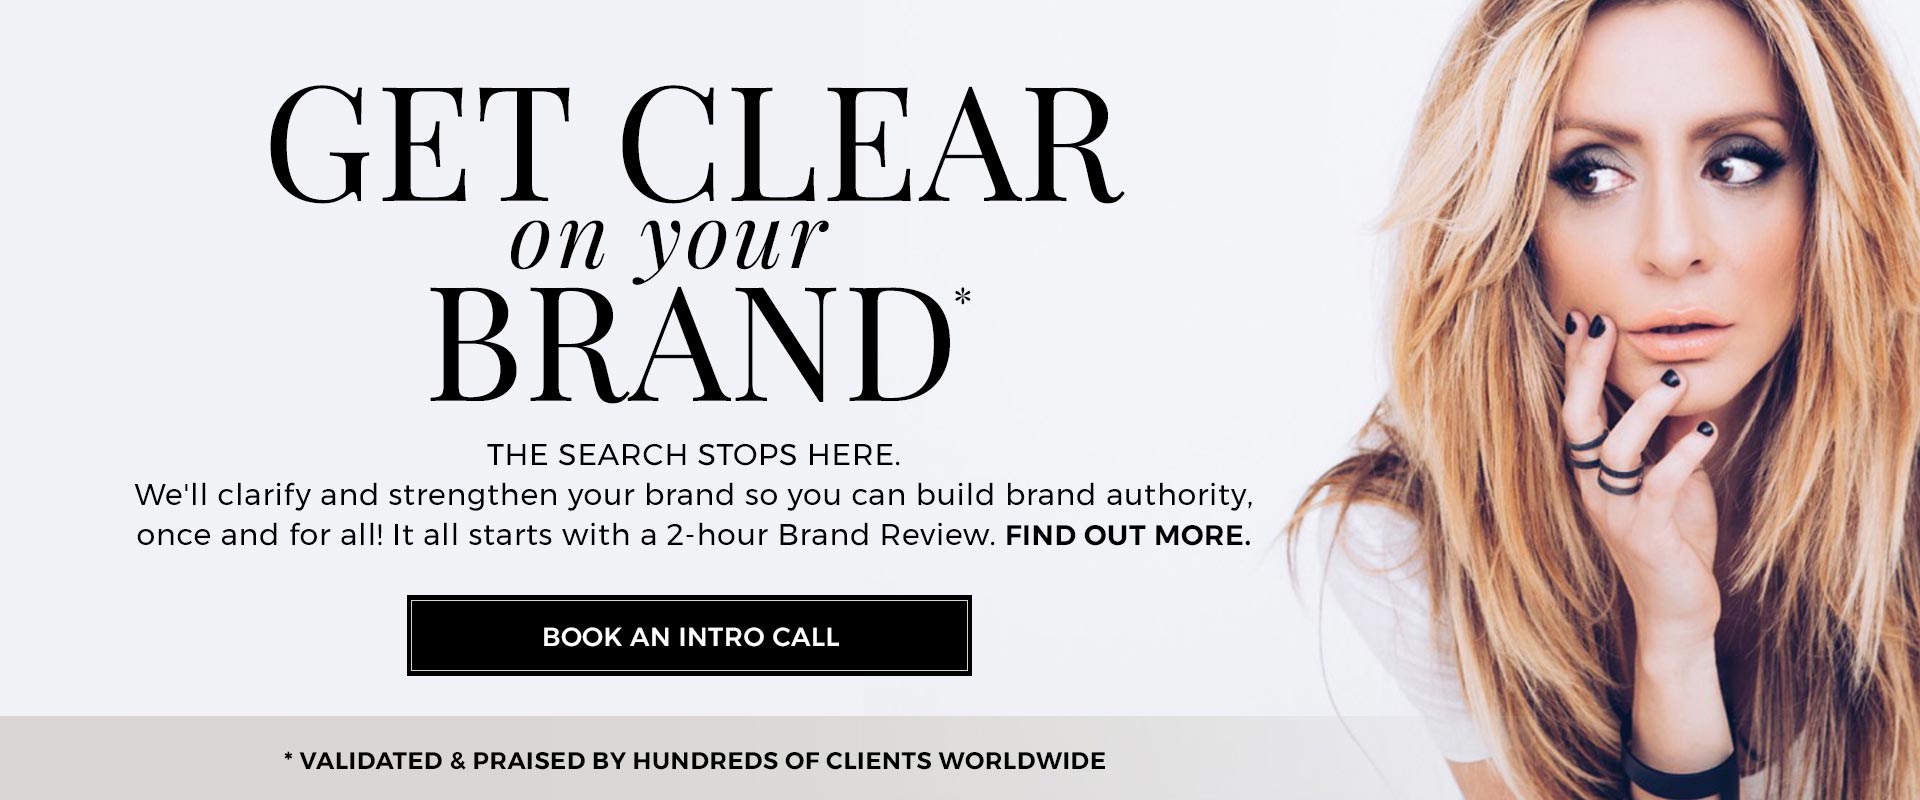 GET CLEAR
on your
BRAND*
THE SEARCH STOPS HERE.
We'll clarify and strengthen your brand so you can build brand authority,
once and for all! It all starts with a 2-hour Brand Review. FIND OUT MORE.
BOOK AN INTRO CALL
* VALIDATED & PRAISED BY HUNDREDS OF CLIENTS WORLDWIDE